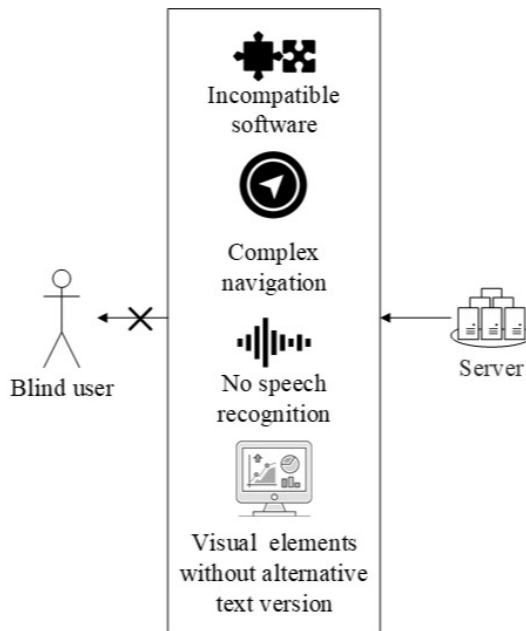 Incompatible
software
Complex
navigation
Blind user
No speech
recognition
Server
Visual elements
without alternative
text version